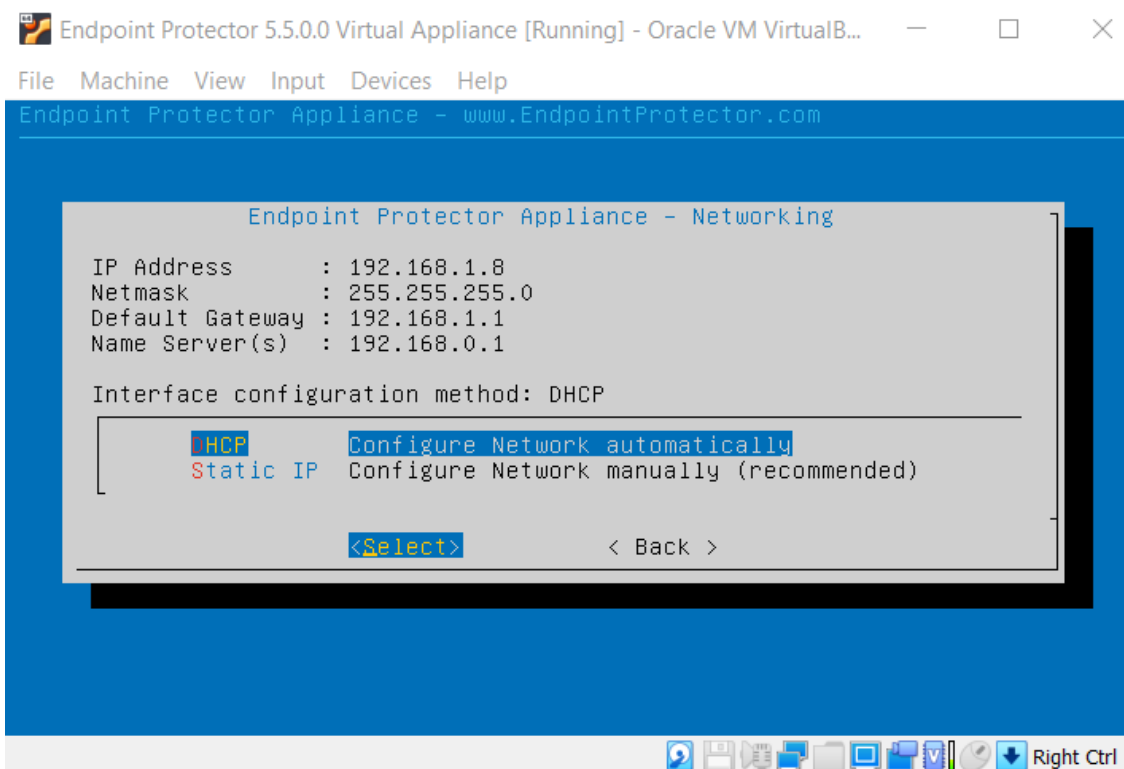 Endpoint Protector 5.5.0.0 Virtual Appliance [Running] - Oracle VM VirtualB...
File Machine View Input Devices Help
Endpoint Protector Appliance - www.EndpointProtector.com
Endpoint Protector Appliance - Networking
IP Address : 192.168.1.8
Netmask : 255.255.255.0
Default Gateway : 192.168.1.1
Name Server(s) : 192.168.0.1
Interface configuration method: DHCP
DHCP Configure Network automatically
Static IP Configure Network manually (recommended)
<Select> < Back >
Right Ctrl